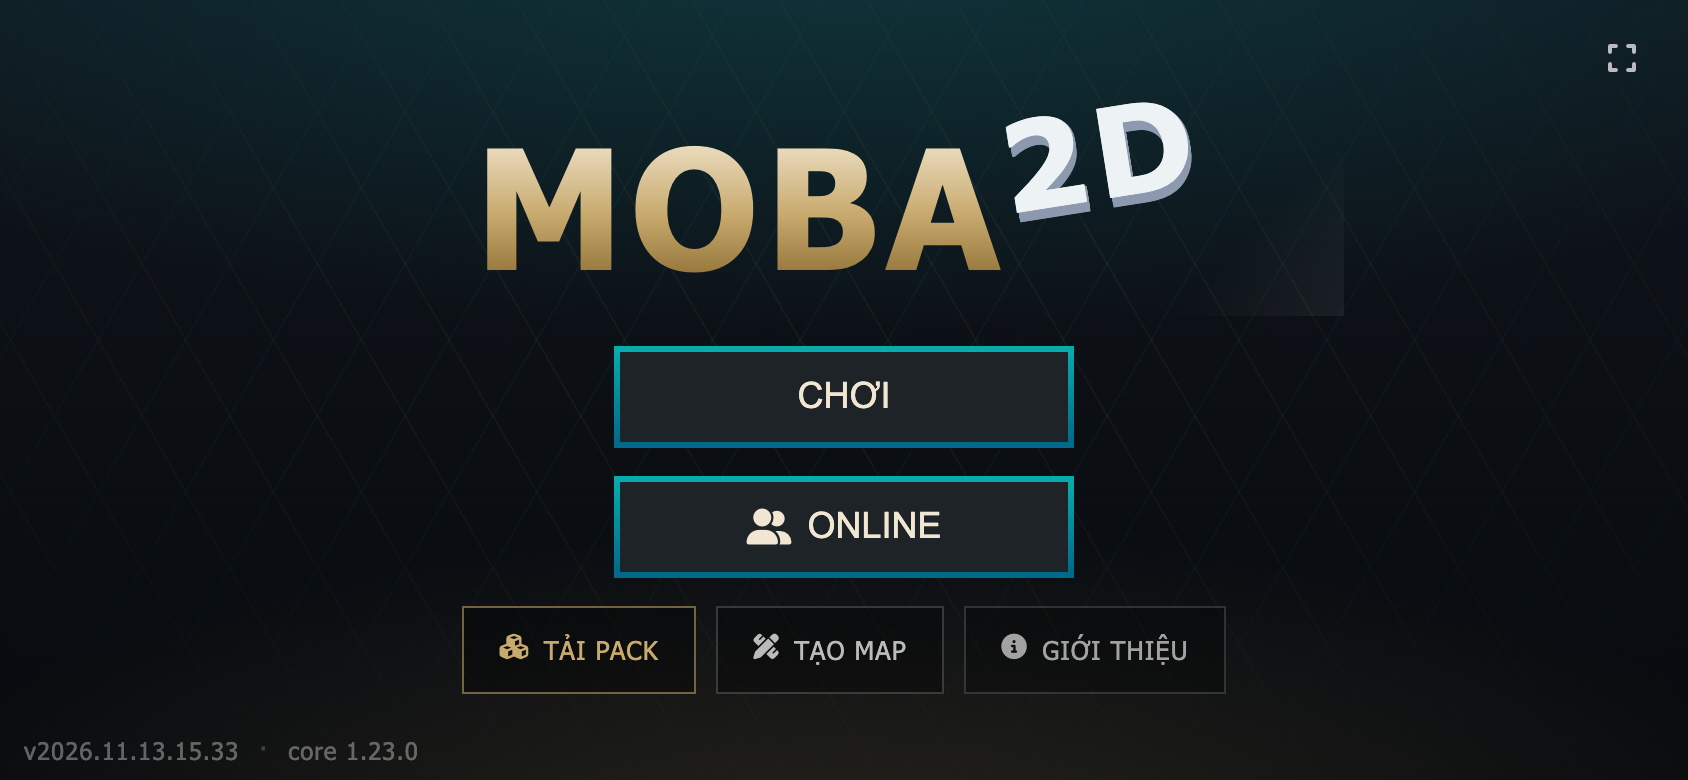 MOBA 2D
CHƠI
ONLINE
TẢI PACK
TẠO MAP
GIỚI THIỆU
v2026.11.13.15.33 · core 1.23.0